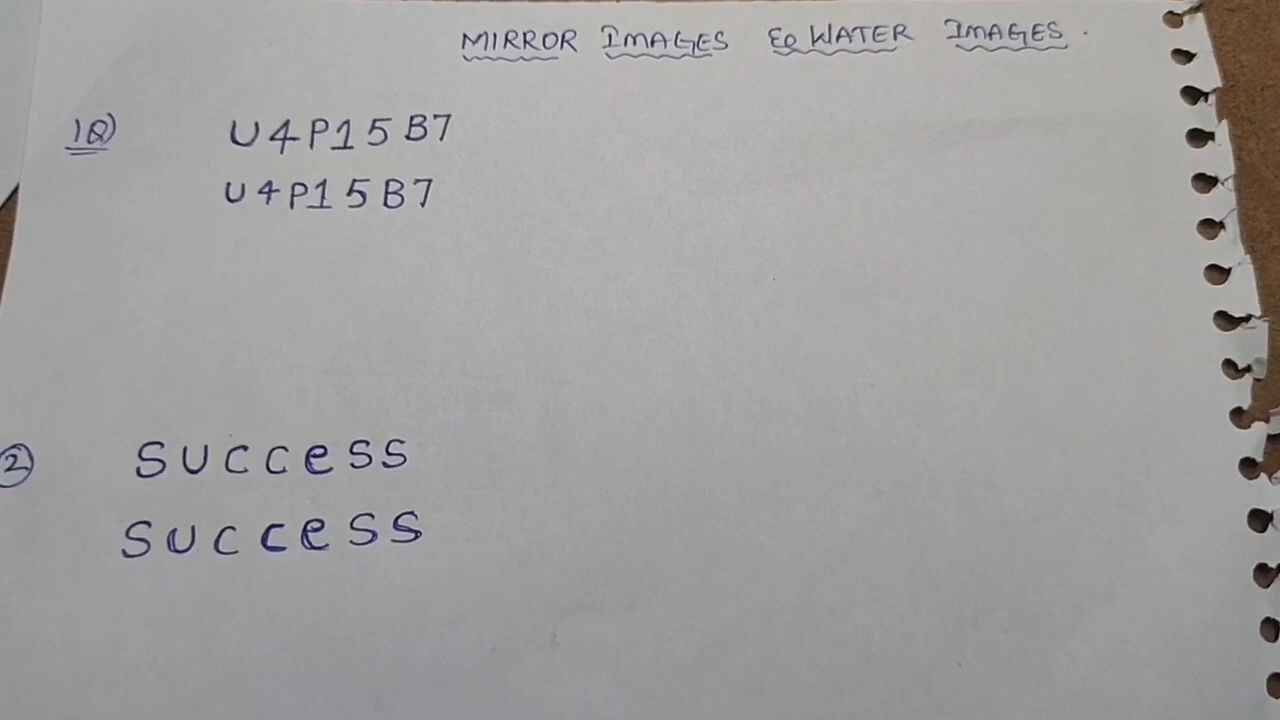 MIRROR IMAGES & WATER IMAGES.
1Q) U4P15B7
U4P15B7
2 success
success